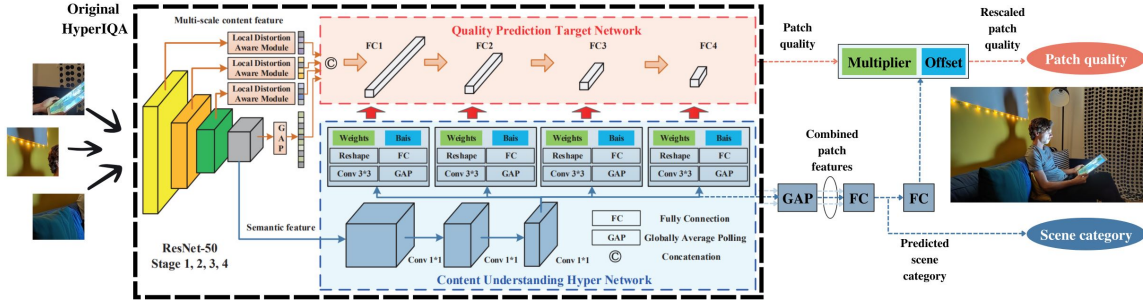 Original
HyperIQA
Multi-scale content feature
Local Distortion
Aware Module
Local Distortion
Aware Module
Local Distortion
Aware Module
G
A
P
©
Quality Prediction Target Network
FC1
FC2
FC3
FC4
Weights
Bais
Reshape
FC
Conv 3*3
GAP
Weights
Bais
Reshape
FC
Conv 3*3
GAP
Weights
Bais
Reshape
FC
Conv 3*3
GAP
Weights
Bais
Reshape
FC
Conv 3*3
GAP
Semantic feature
ResNet-50
Stage 1, 2, 3, 4
Conv 1*1
Conv 1*1
Conv 1*1
FC
Fully Connection
GAP
Globally Average Polling
©
Concatenation
Content Understanding Hyper Network
Patch
quality
Multiplier
Offset
Rescaled
patch
quality
Patch quality
Combined
patch
features
GAP
FC
FC
Predicted
scene
category
Scene category